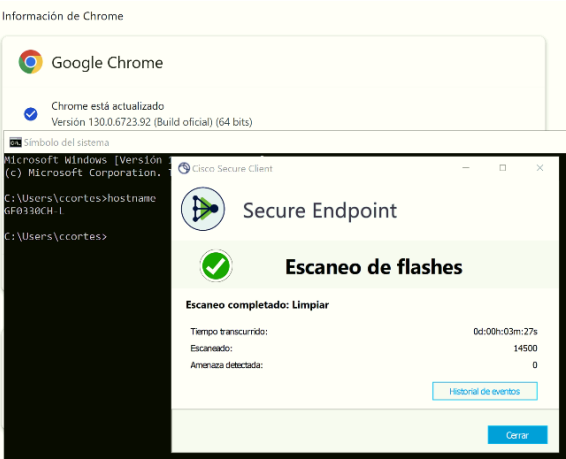 Información de Chrome
Google Chrome
Chrome está actualizado
Versión 130.0.6723.92 (Build oficial) (64 bits)
Símbolo del sistema
Microsoft Windows [Versión
(c) Microsoft Corporation.
C:\Users\ccortes>hostname
GF0330CH-L
C:\Users\ccortes>
Cisco Secure Client
Secure Endpoint
Escaneo de flashes
Escaneo completado: Limpiar
Tiempo transcurrido: 0d:00h:03m:27s
Escaneado: 14500
Amenaza detectada: 0
Historial de eventos
Cerrar